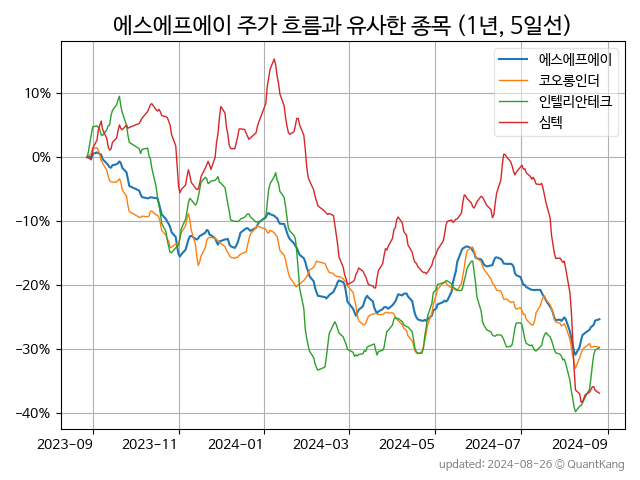 에스에프에이 주가 흐름과 유사한 종목 (1년, 5일선)
에스에프에이
코오롱인더
인텔리안테크
심텍
10%
0%
−10%
−20%
−30%
−40%
2023-09 2023-11 2024-01 2024-03 2024-05 2024-07 2024-09
updated: 2024-08-26 © QuantKang